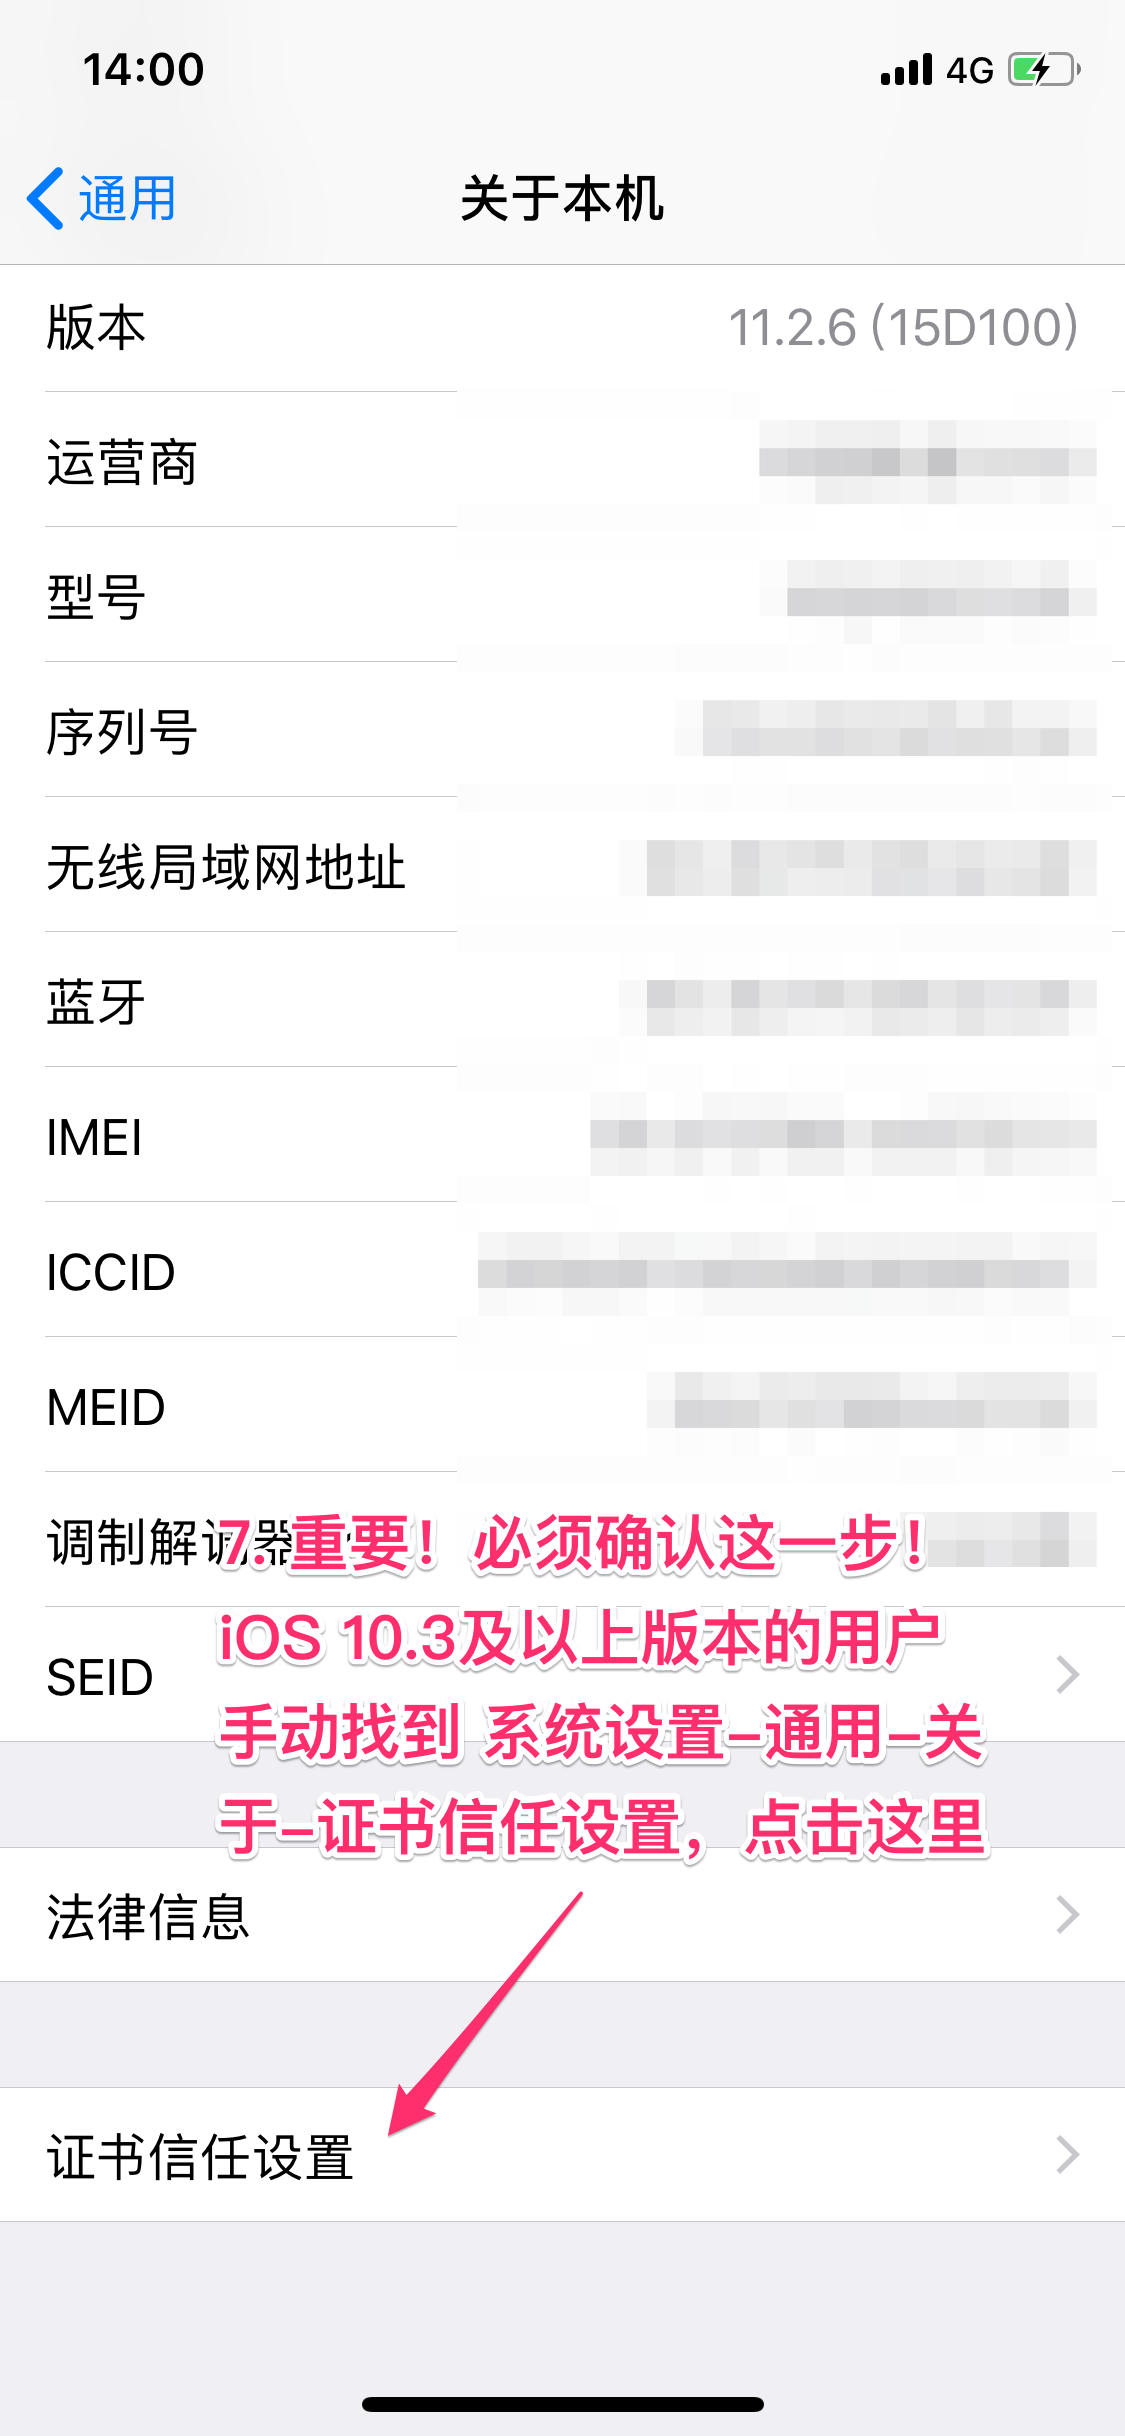 14:00 4G
通用 关于本机
版本 11.2.6 (15D100)
运营商
型号
序列号
无线局域网地址
蓝牙
IMEI
ICCID
MEID
调制解调器
7. 重要！必须确认这一步！
iOS 10.3及以上版本的用户
SEID
手动找到 系统设置–通用–关
于–证书信任设置，点击这里
法律信息
证书信任设置